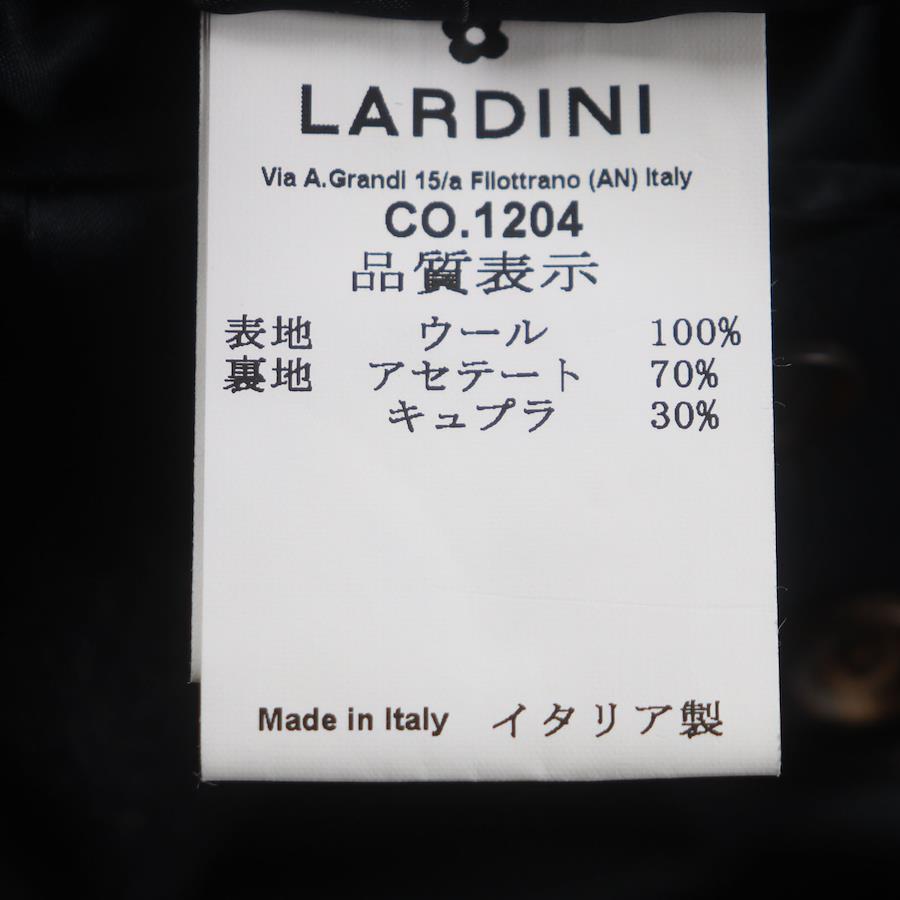 LARDINI
Via A.Grandi 15/a Filottrano (AN) Italy
CO.1204
品質表示
表地 ウール 100%
裏地 アセテート 70%
キュプラ 30%
Made in Italy イタリア製